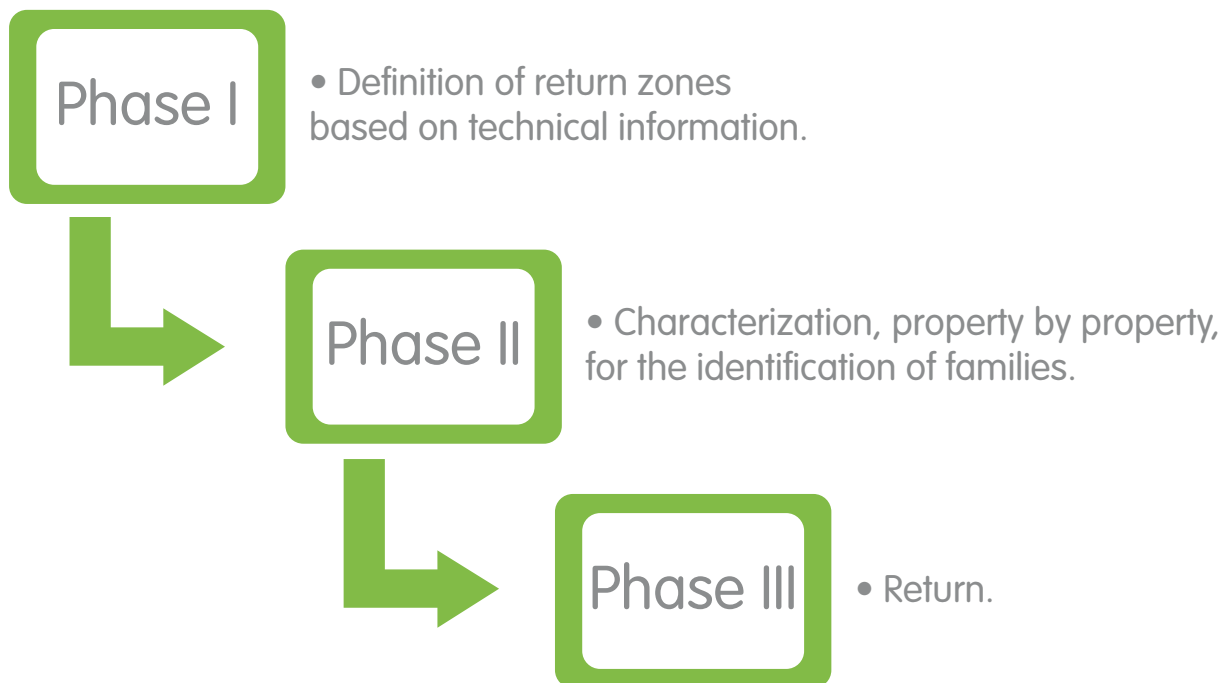 Phase I
• Definition of return zones
based on technical information.
Phase II
• Characterization, property by property,
for the identification of families.
Phase III
• Return.